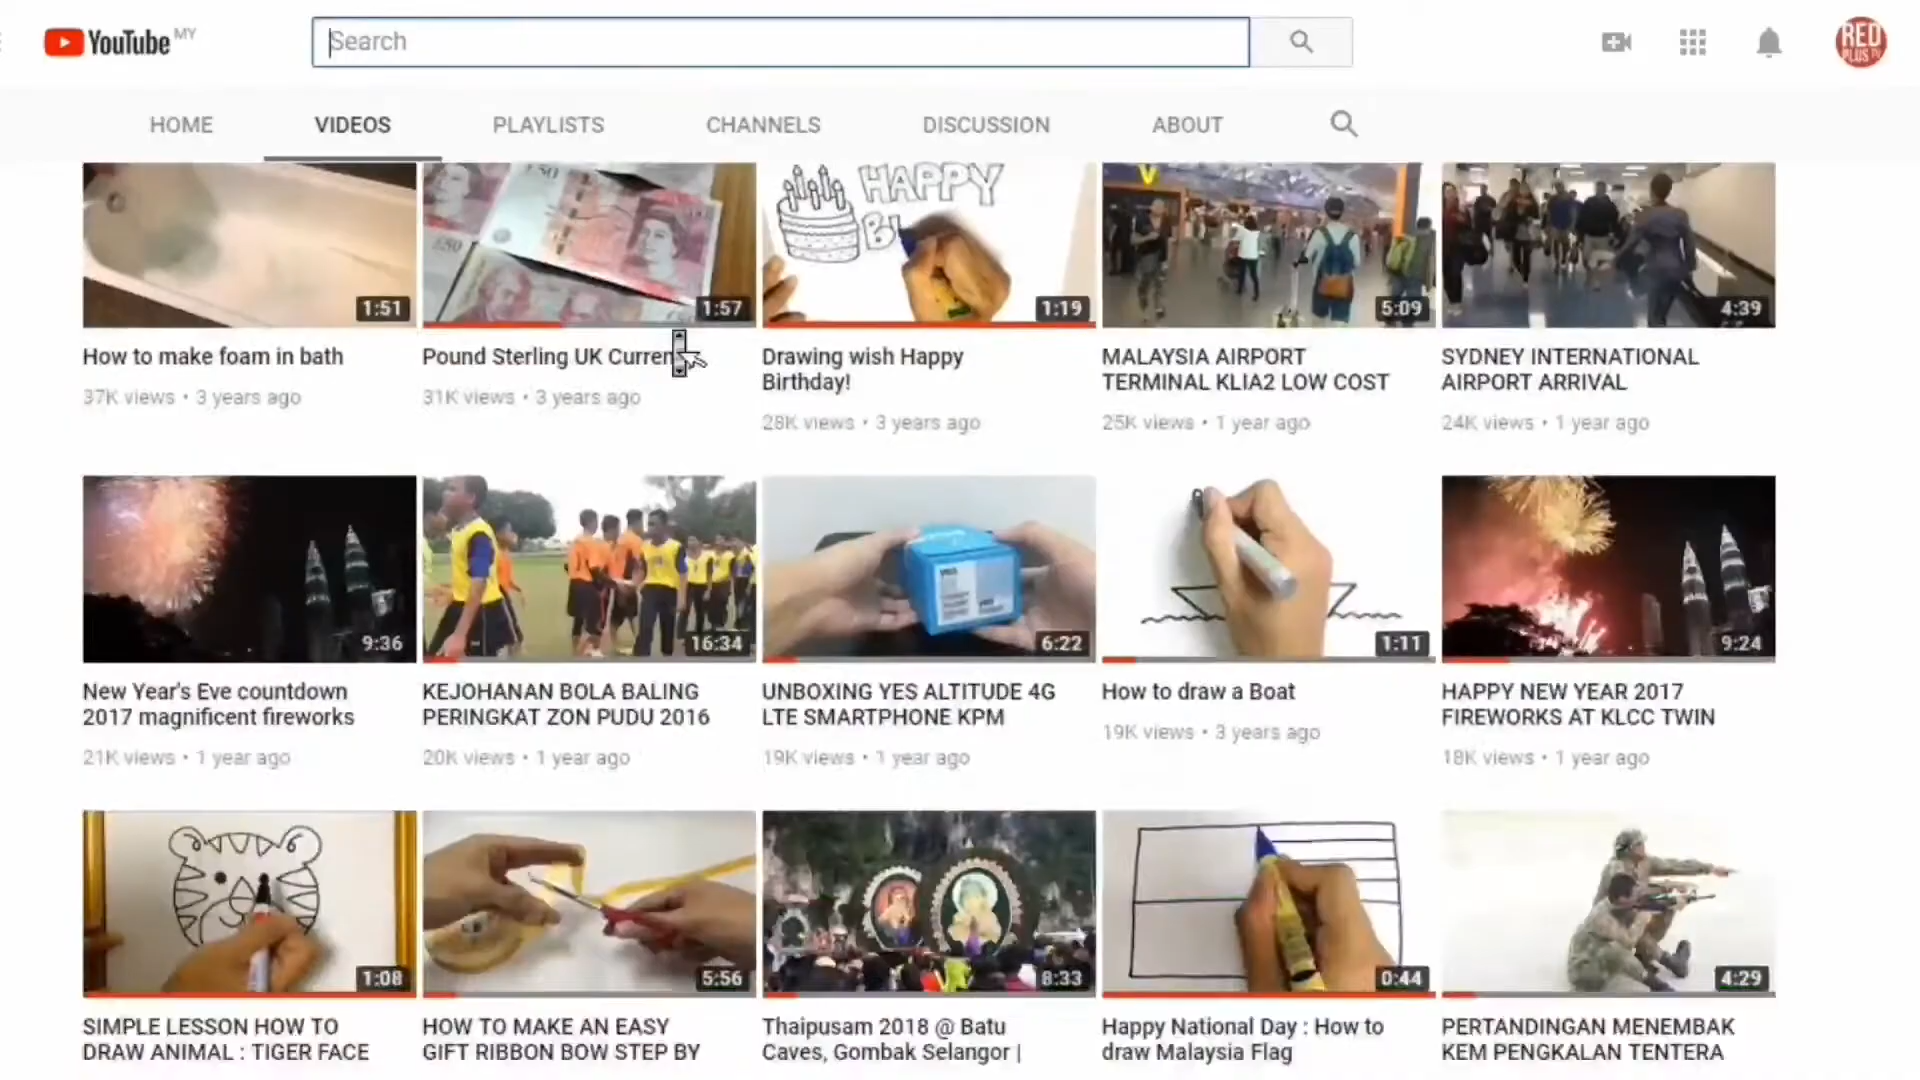 YouTube MY
Search
RED
PLUS TV
HOME VIDEOS PLAYLISTS CHANNELS DISCUSSION ABOUT
£50
HAPPY
£50
1:51
1:57
1:19
5:09
4:39
How to make foam in bath
37K views • 3 years ago
Pound Sterling UK Curren
31K views • 3 years ago
Drawing wish Happy
Birthday!
28K views • 3 years ago
MALAYSIA AIRPORT
TERMINAL KLIA2 LOW COST
25K views • 1 year ago
SYDNEY INTERNATIONAL
AIRPORT ARRIVAL
24K views • 1 year ago
9:36
16:34
6:22
1:11
9:24
New Year's Eve countdown
2017 magnificent fireworks
21K views • 1 year ago
KEJOHANAN BOLA BALING
PERINGKAT ZON PUDU 2016
20K views • 1 year ago
UNBOXING YES ALTITUDE 4G
LTE SMARTPHONE KPM
19K views • 1 year ago
How to draw a Boat
19K views • 3 years ago
HAPPY NEW YEAR 2017
FIREWORKS AT KLCC TWIN
18K views • 1 year ago
1:08
5:56
8:33
0:44
4:29
SIMPLE LESSON HOW TO
DRAW ANIMAL : TIGER FACE
HOW TO MAKE AN EASY
GIFT RIBBON BOW STEP BY
Thaipusam 2018 @ Batu
Caves, Gombak Selangor |
Happy National Day : How to
draw Malaysia Flag
PERTANDINGAN MENEMBAK
KEM PENGKALAN TENTERA